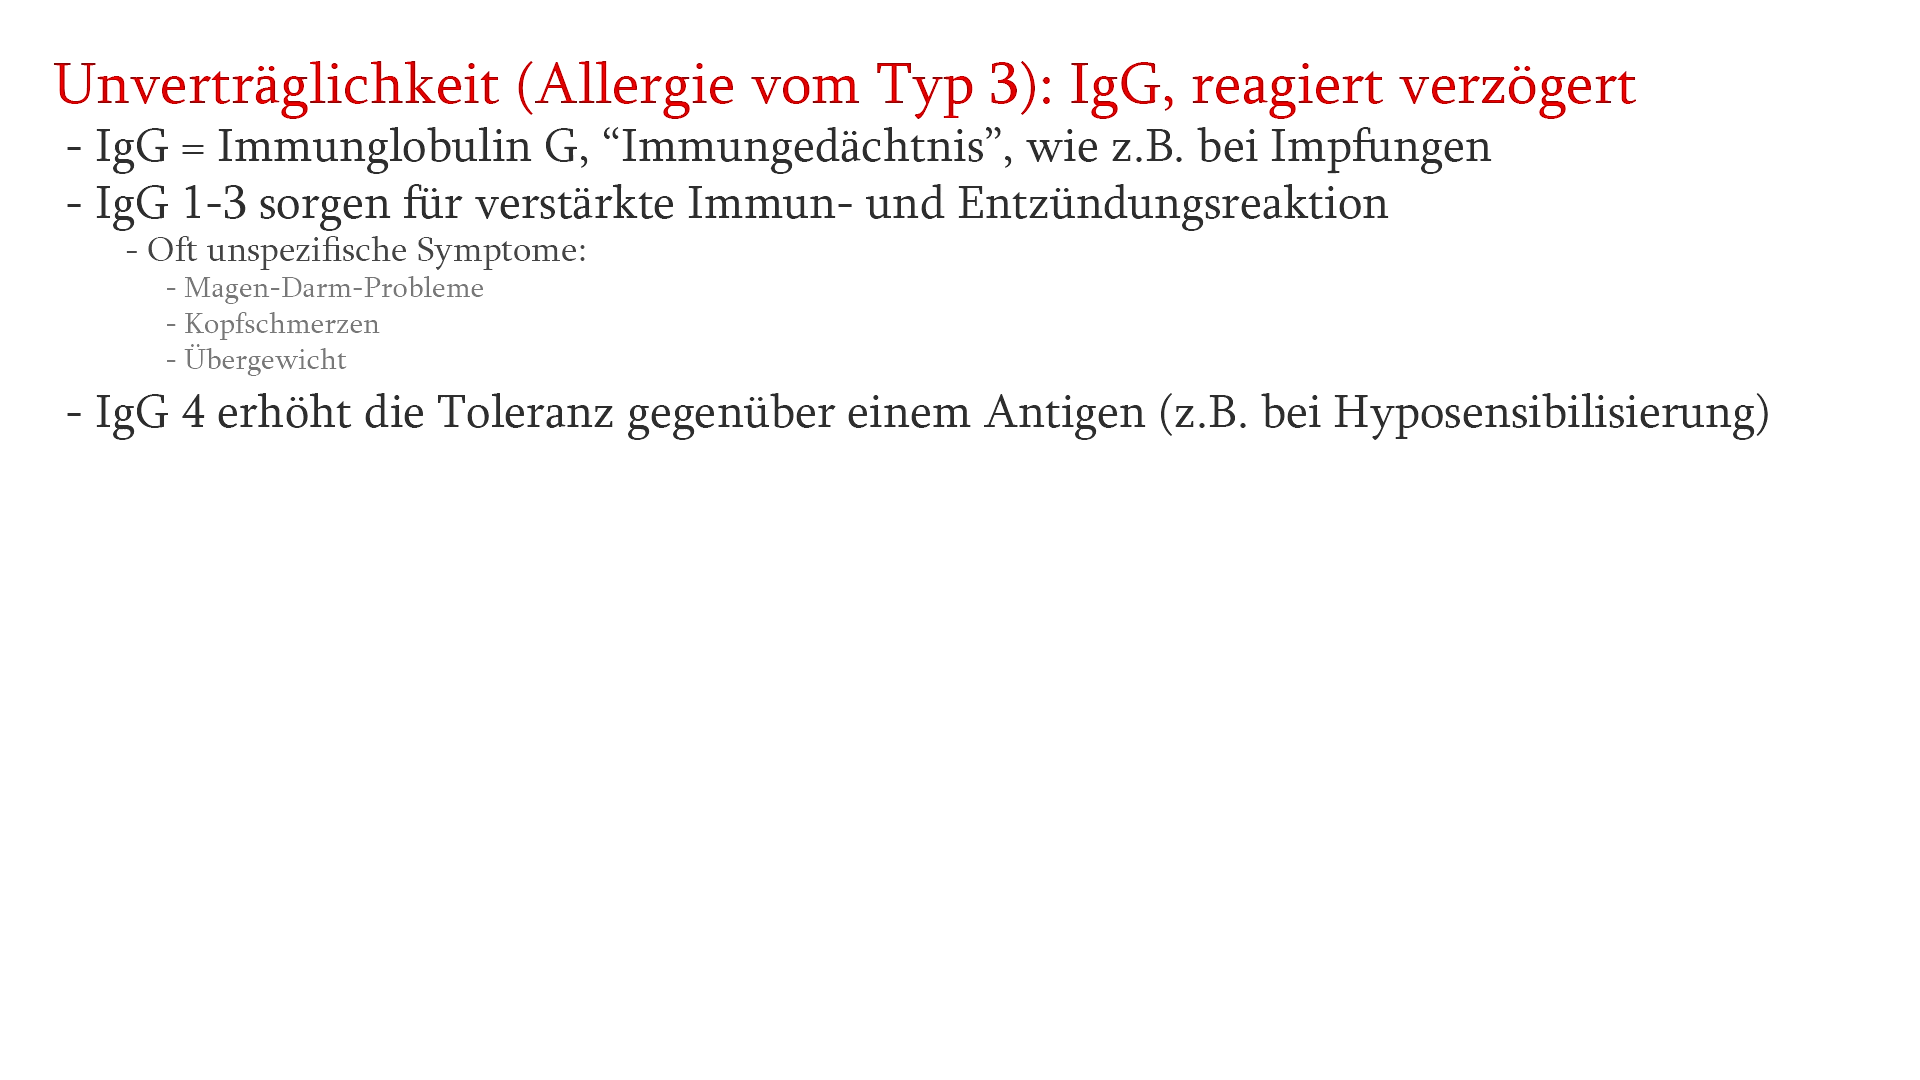 Unverträglichkeit (Allergie vom Typ 3): IgG, reagiert verzögert
- IgG = Immunglobulin G, “Immungedächtnis”, wie z.B. bei Impfungen
- IgG 1-3 sorgen für verstärkte Immun- und Entzündungsreaktion
- Oft unspezifische Symptome:
- Magen-Darm-Probleme
- Kopfschmerzen
- Übergewicht
- IgG 4 erhöht die Toleranz gegenüber einem Antigen (z.B. bei Hyposensibilisierung)